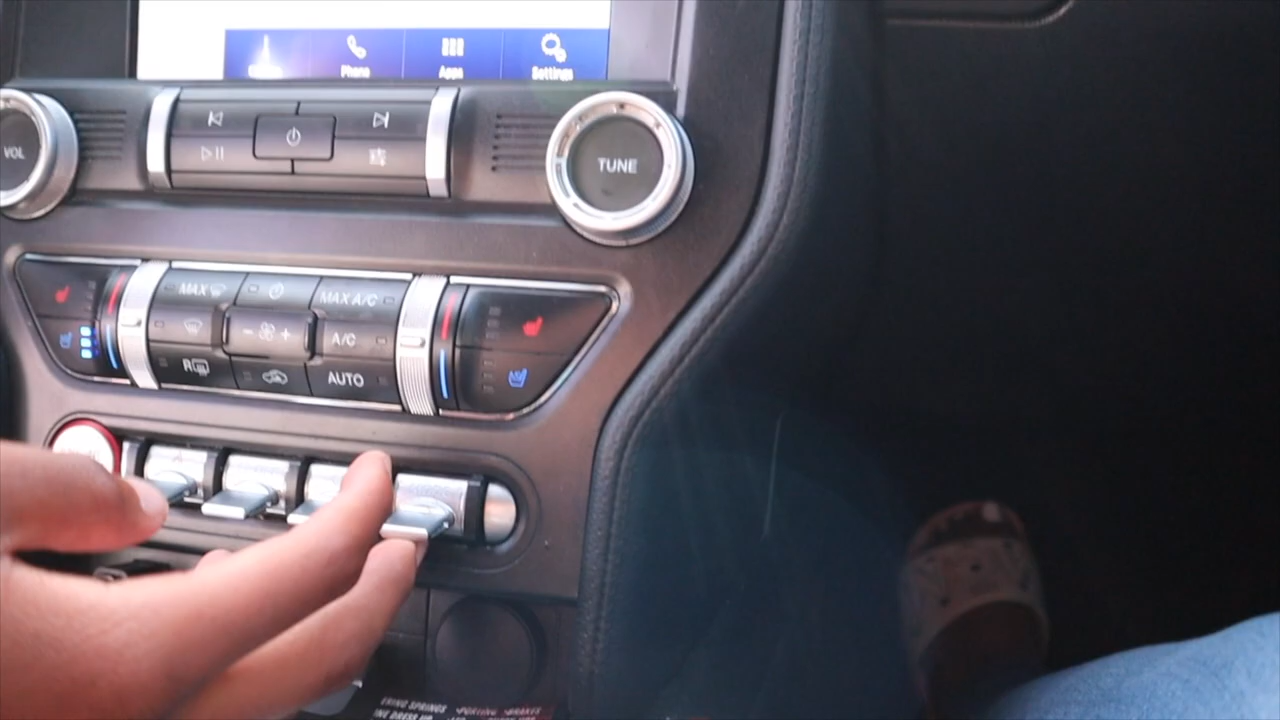 Phone Apps Settings
VOL
TUNE
MAX
MAX A/C
A/C
R
AUTO